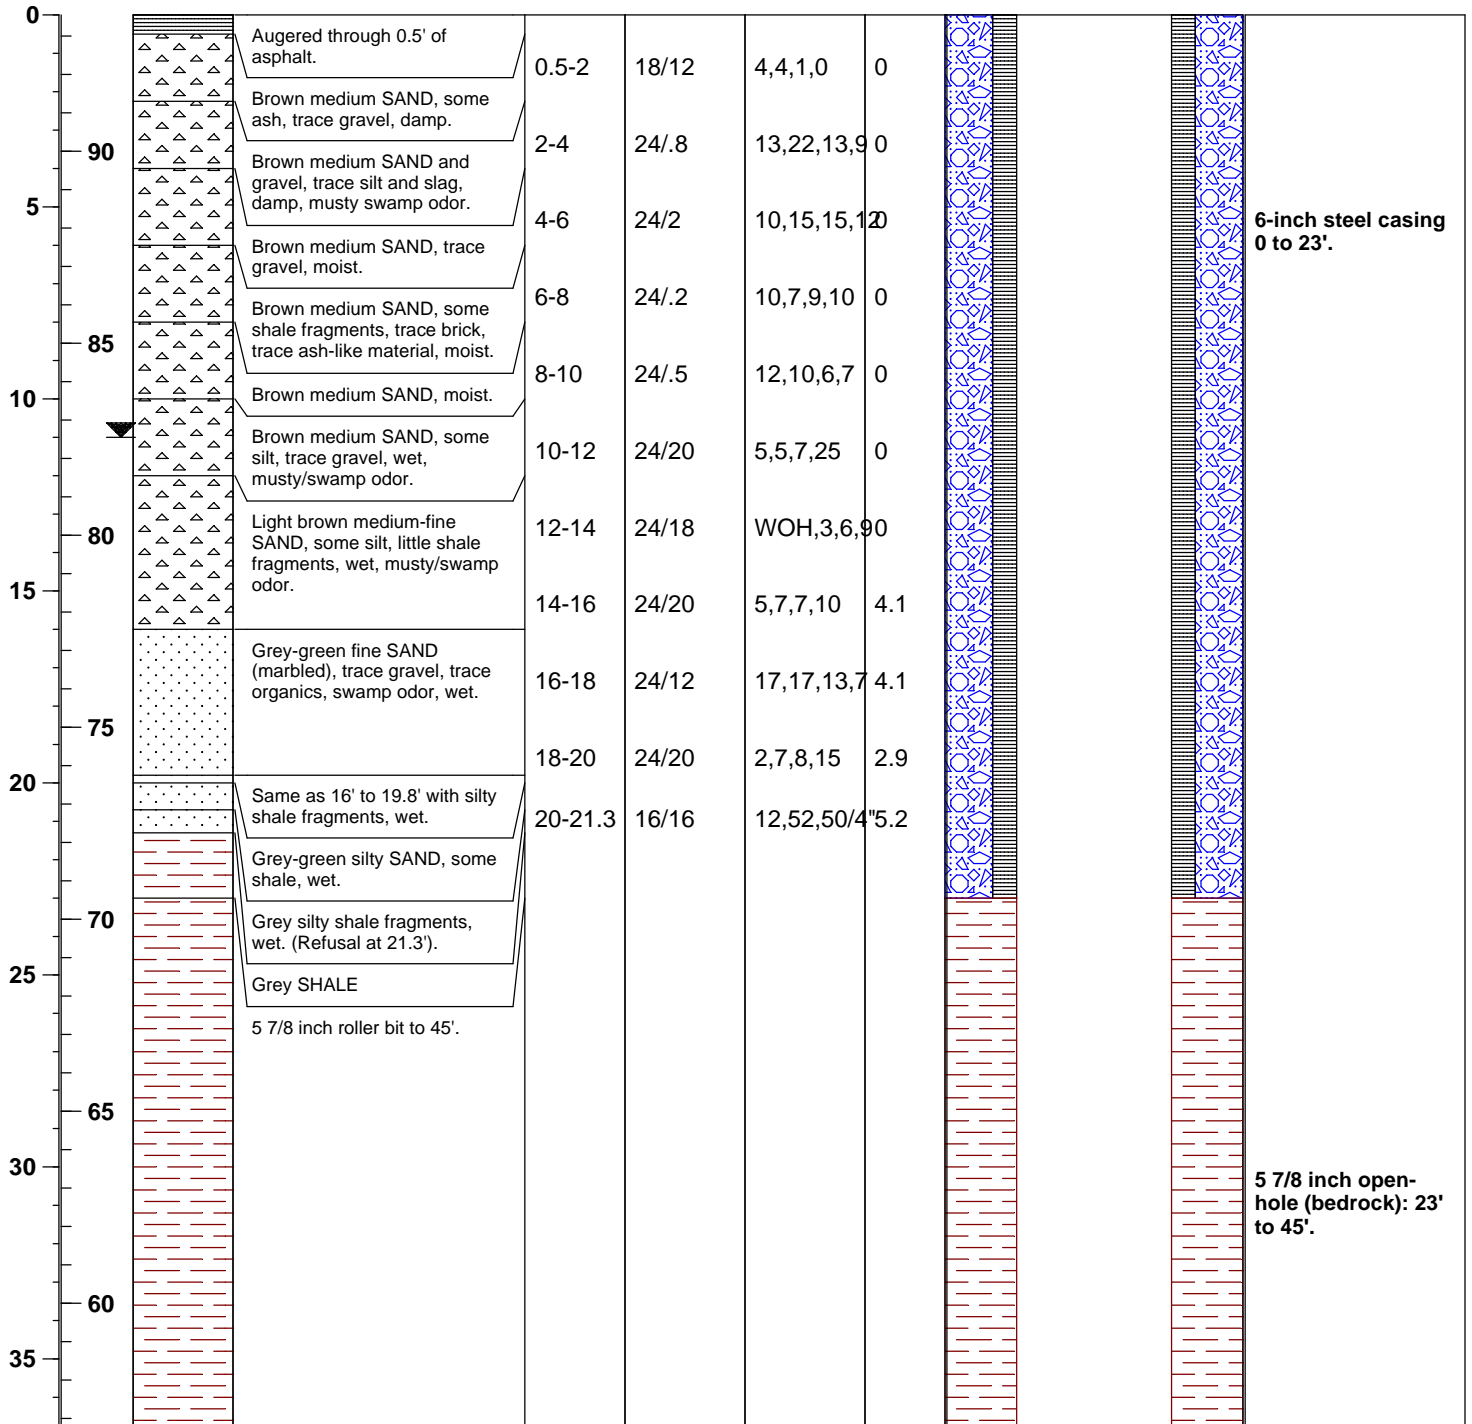 0
5
10
15
20
25
30
35
90
85
80
75
70
65
60
Augered through 0.5' of
asphalt.
Brown medium SAND, some
ash, trace gravel, damp.
Brown medium SAND and
gravel, trace silt and slag,
damp, musty swamp odor.
Brown medium SAND, trace
gravel, moist.
Brown medium SAND, some
shale fragments, trace brick,
trace ash-like material, moist.
Brown medium SAND, moist.
Brown medium SAND, some
silt, trace gravel, wet,
musty/swamp odor.
Light brown medium-fine
SAND, some silt, little shale
fragments, wet, musty/swamp
odor.
Grey-green fine SAND
(marbled), trace gravel, trace
organics, swamp odor, wet.
Same as 16' to 19.8' with silty
shale fragments, wet.
Grey-green silty SAND, some
shale, wet.
Grey silty shale fragments,
wet. (Refusal at 21.3').
Grey SHALE
5 7/8 inch roller bit to 45'.
0.5-2 18/12 4,4,1,0 0
2-4 24/.8 13,22,13,9 0
4-6 24/2 10,15,15,12 0
6-8 24/.2 10,7,9,10 0
8-10 24/.5 12,10,6,7 0
10-12 24/20 5,5,7,25 0
12-14 24/18 WOH,3,6,9 0
14-16 24/20 5,7,7,10 4.1
16-18 24/12 17,17,13,7 4.1
18-20 24/20 2,7,8,15 2.9
20-21.3 16/16 12,52,50/4" 5.2
6-inch steel casing
0 to 23'.
5 7/8 inch open-
hole (bedrock): 23'
to 45'.